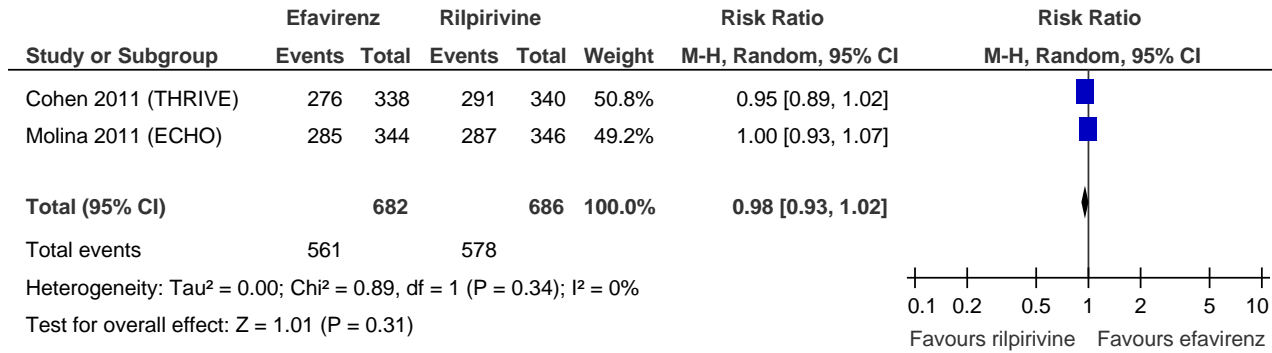 Efavirenz Rilpirivine Risk Ratio Risk Ratio
Study or Subgroup Events Total Events Total Weight M-H, Random, 95% CI M-H, Random, 95% CI
Cohen 2011 (THRIVE) 276 338 291 340 50.8% 0.95 [0.89, 1.02]
Molina 2011 (ECHO) 285 344 287 346 49.2% 1.00 [0.93, 1.07]
Total (95% CI) 682 686 100.0% 0.98 [0.93, 1.02]
Total events 561 578
Heterogeneity: Tau² = 0.00; Chi² = 0.89, df = 1 (P = 0.34); I² = 0%
Test for overall effect: Z = 1.01 (P = 0.31)
0.1 0.2 0.5 1 2 5 10
Favours rilpirivine Favours efavirenz